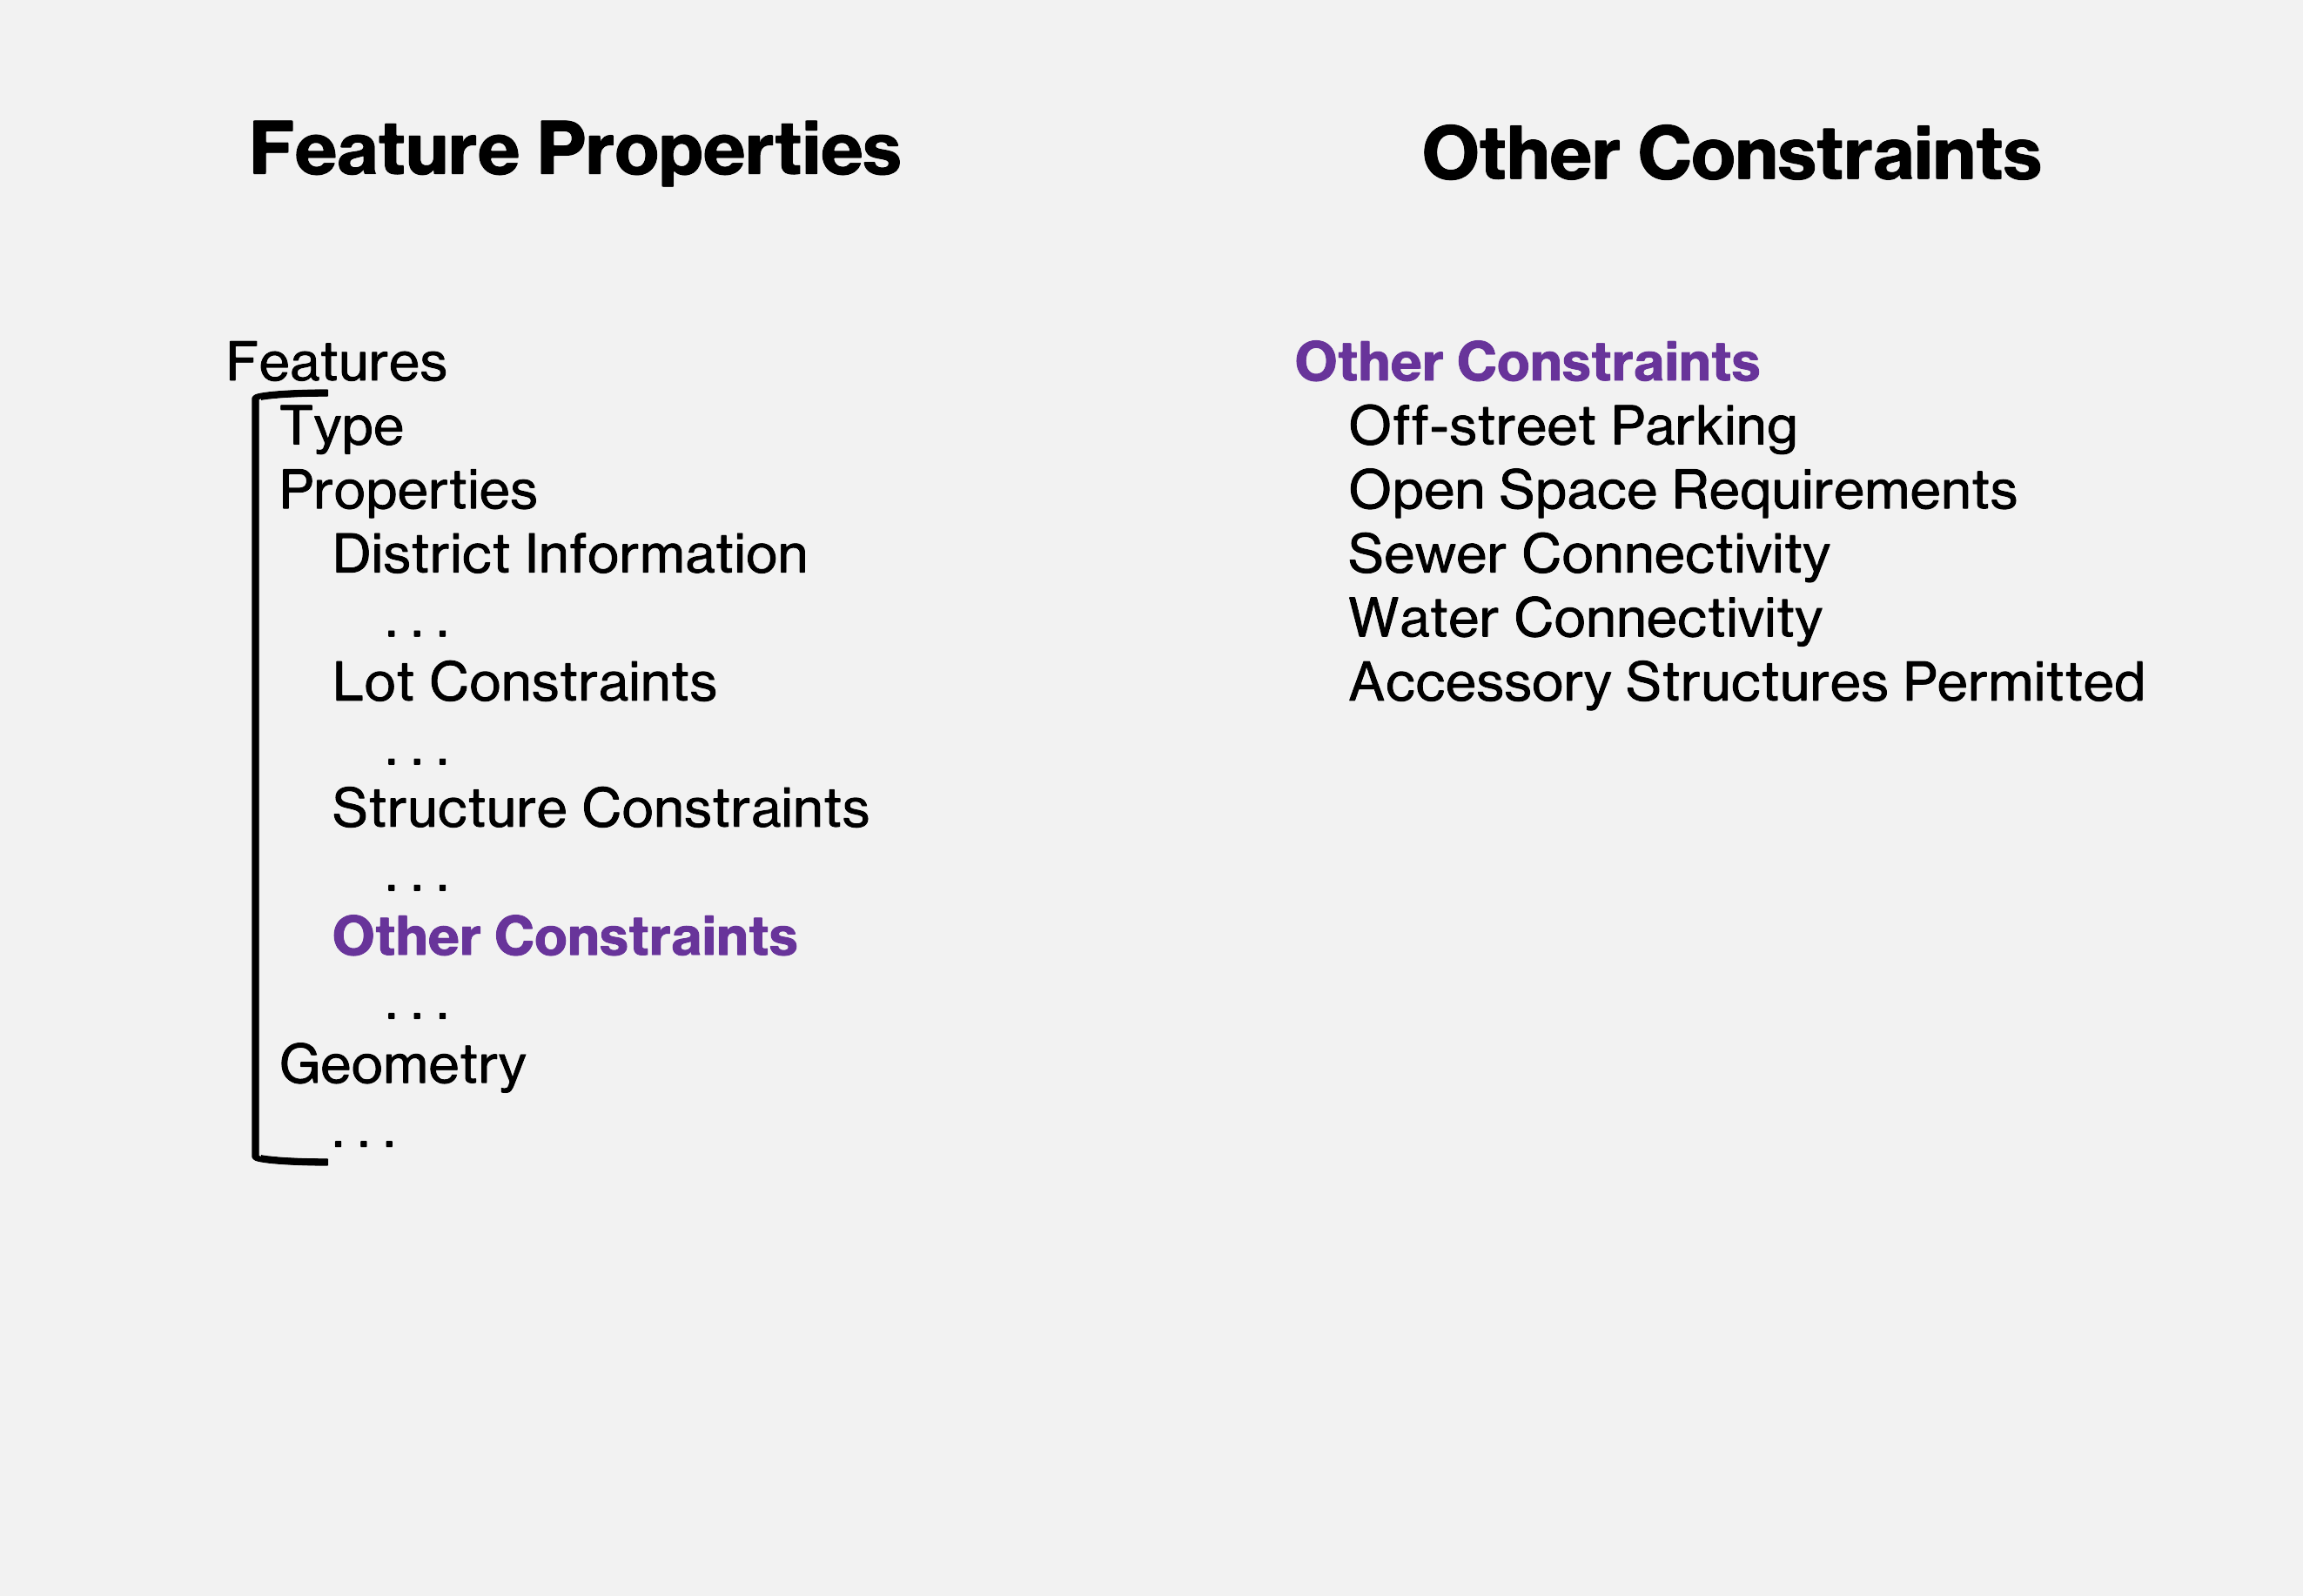 Feature Properties
Features
Type
Properties
District Information
...
Lot Constraints
...
Structure Constraints
...
Other Constraints
...
Geometry
...
Other Constraints
Other Constraints
Off-street Parking
Open Space Requirements
Sewer Connectivity
Water Connectivity
Accessory Structures Permitted